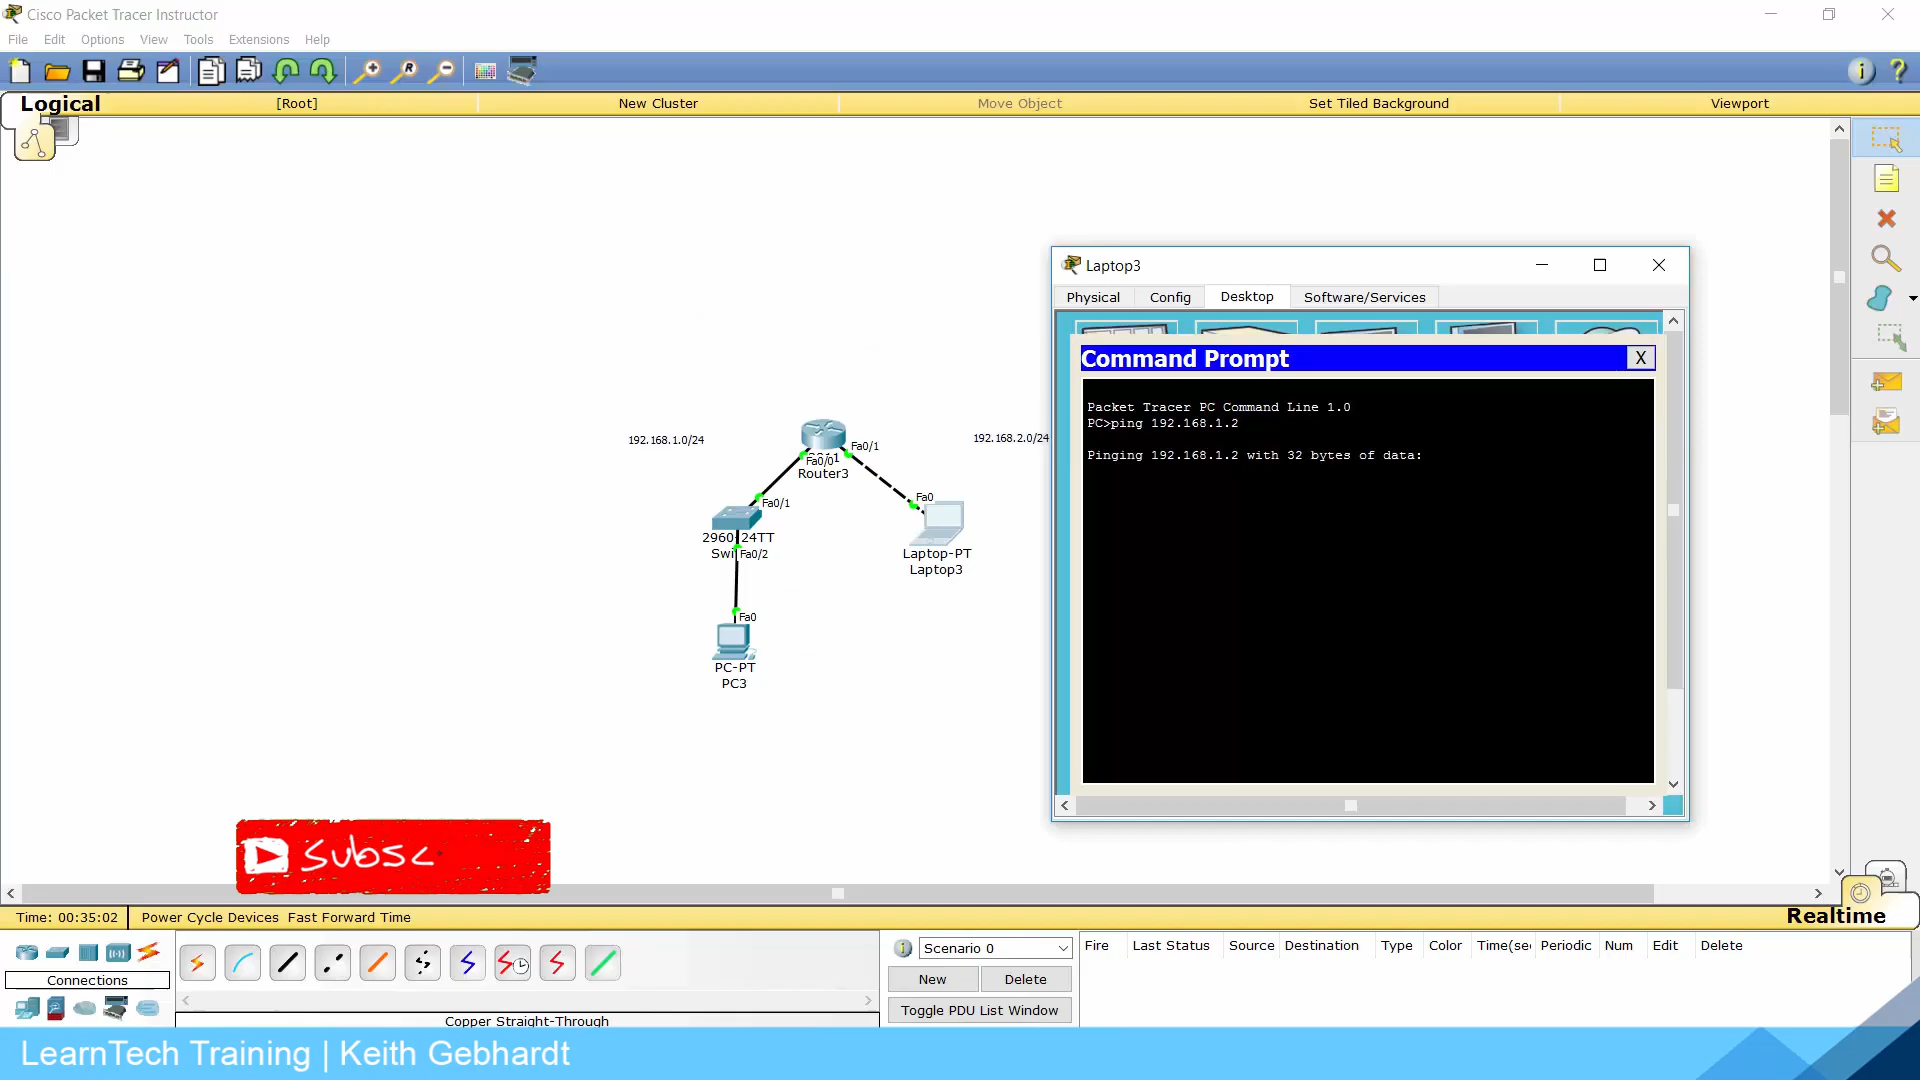 Cisco Packet Tracer Instructor
File Edit Options View Tools Extensions Help
Logical [Root] New Cluster Move Object Set Tiled Background Viewport
Laptop3
Physical Config Desktop Software/Services
Command Prompt X
Packet Tracer PC Command Line 1.0
PC>ping 192.168.1.2
Pinging 192.168.1.2 with 32 bytes of data:
192.168.1.0/24
192.168.2.0/24
Fa0/1
Fa0/0
Router3
Fa0/1
Fa0
2960-24TT
Fa0/2
Laptop-PT
Laptop3
Fa0
PC-PT
PC3
Subsc
Time: 00:35:02 Power Cycle Devices Fast Forward Time
Realtime
Connections
Copper Straight-Through
Scenario 0
New Delete
Toggle PDU List Window
Fire Last Status Source Destination Type Color Time(sec Periodic Num Edit Delete
LearnTech Training | Keith Gebhardt